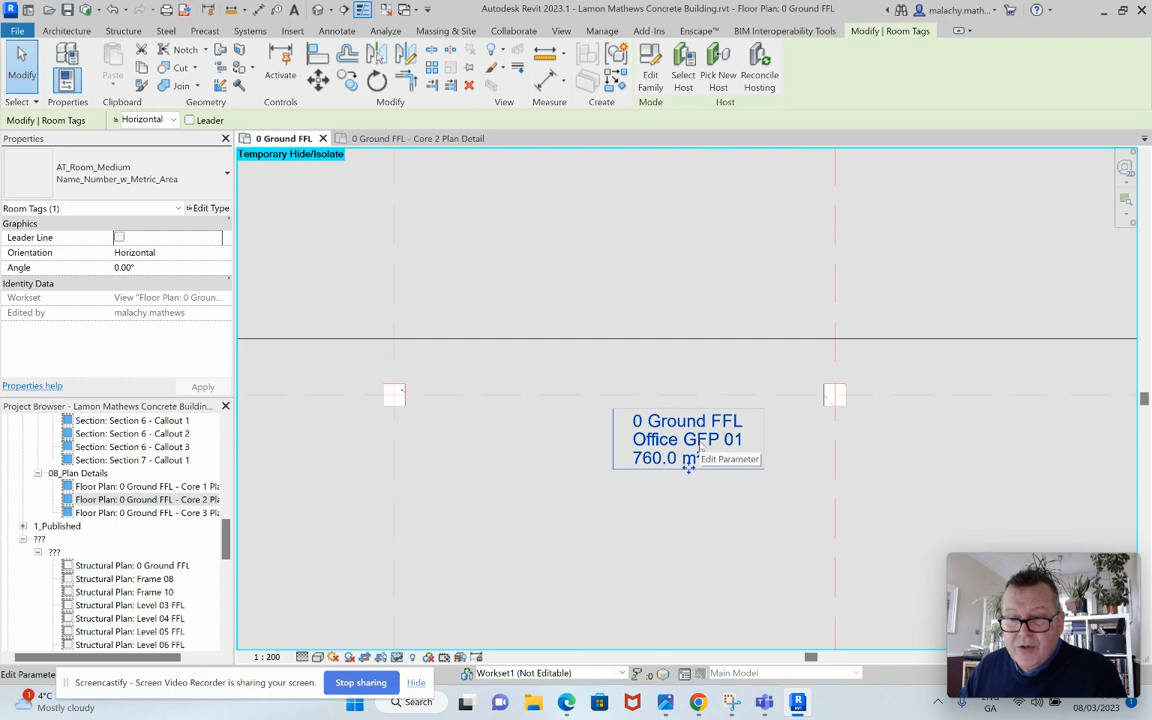 Autodesk Revit 2023.1 - Lamon Mathews Concrete Building.rvt - Floor Plan: 0 Ground FFL
malachy.math...
File Architecture Structure Steel Precast Systems Insert Annotate Analyze Massing & Site Collaborate View Manage Add-Ins Enscape™ BIM Interoperability Tools Modify | Room Tags
Modify Paste Notch Cut Join Activate Edit Family Select Host Pick New Host Reconcile Hosting
Select Properties Clipboard Geometry Controls Modify View Measure Create Mode Host
Modify | Room Tags Horizontal Leader
Properties
0 Ground FFL
0 Ground FFL - Core 2 Plan Detail
Temporary Hide/Isolate
AT_Room_Medium
Name_Number_w_Metric_Area
Room Tags (1) Edit Type
Graphics
Leader Line
Orientation Horizontal
Angle 0.00°
Identity Data
Workset View "Floor Plan: 0 Groun...
Edited by malachy.mathews
Properties help Apply
Project Browser - Lamon Mathews Concrete Buildin...
Section: Section 6 - Callout 1
Section: Section 6 - Callout 2
Section: Section 6 - Callout 3
Section: Section 7 - Callout 1
08_Plan Details
Floor Plan: 0 Ground FFL - Core 1 Pl
Floor Plan: 0 Ground FFL - Core 2 Pl
Floor Plan: 0 Ground FFL - Core 3 Pl
1_Published
???
???
Structural Plan: 0 Ground FFL
Structural Plan: Frame 08
Structural Plan: Frame 10
Structural Plan: Level 03 FFL
Structural Plan: Level 04 FFL
Structural Plan: Level 05 FFL
Structural Plan: Level 06 FFL
0 Ground FFL
Office GFP 01
760.0 m²
Edit Parameter
1 : 200
Edit Parame
Workset1 (Not Editable) :0 Main Model
Screencastify - Screen Video Recorder is sharing your screen. Stop sharing Hide
4°C
Mostly cloudy
Search
GA
08/03/2023